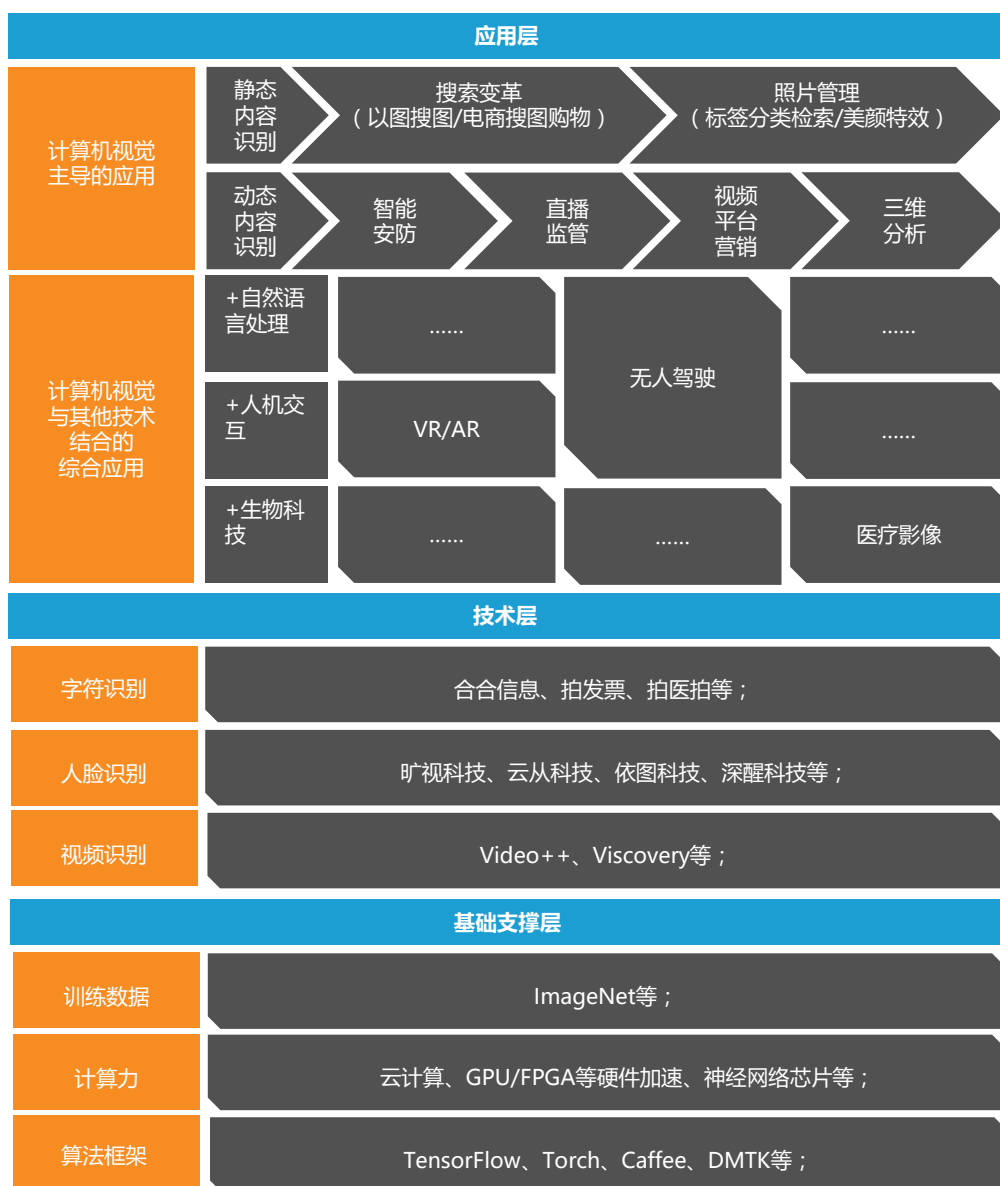 应用层
计算机视觉
主导的应用
静态
内容
识别
搜索变革
（以图搜图/电商搜图购物）
照片管理
（标签分类检索/美颜特效）
动态
内容
识别
智能
安防
直播
监管
视频
平台
营销
三维
分析
计算机视觉
与其他技术
结合的
综合应用
+自然语
言处理
......
无人驾驶
......
+人机交
互
VR/AR
......
+生物科
技
......
......
医疗影像
技术层
字符识别
合合信息、拍发票、拍医拍等；
人脸识别
旷视科技、云从科技、依图科技、深醒科技等；
视频识别
Video++、Viscovery等；
基础支撑层
训练数据
ImageNet等；
计算力
云计算、GPU/FPGA等硬件加速、神经网络芯片等；
算法框架
TensorFlow、Torch、Caffee、DMTK等；